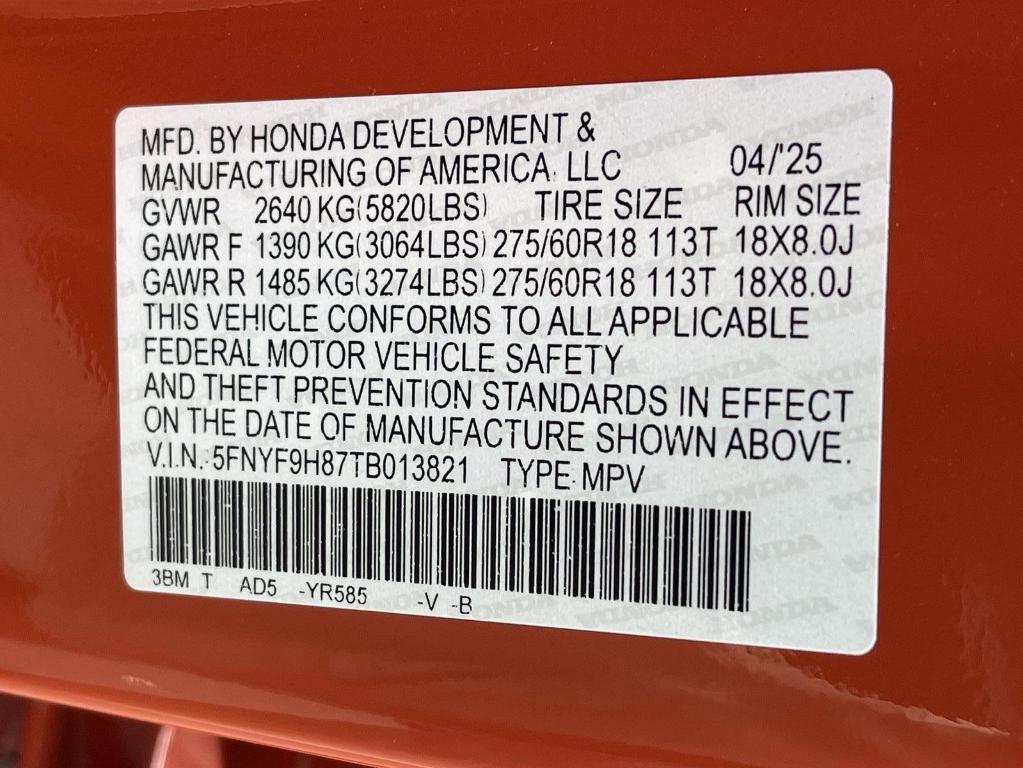 MFD. BY HONDA DEVELOPMENT &
MANUFACTURING OF AMERICA, LLC 04/'25
GVWR 2640 KG(5820LBS) TIRE SIZE RIM SIZE
GAWR F 1390 KG(3064LBS) 275/60R18 113T 18X8.0J
GAWR R 1485 KG(3274LBS) 275/60R18 113T 18X8.0J
THIS VEHICLE CONFORMS TO ALL APPLICABLE
FEDERAL MOTOR VEHICLE SAFETY
AND THEFT PREVENTION STANDARDS IN EFFECT
ON THE DATE OF MANUFACTURE SHOWN ABOVE.
V.I.N.: 5FNYF9H87TB013821 TYPE: MPV
3BM T AD5 -YR585 -V -B